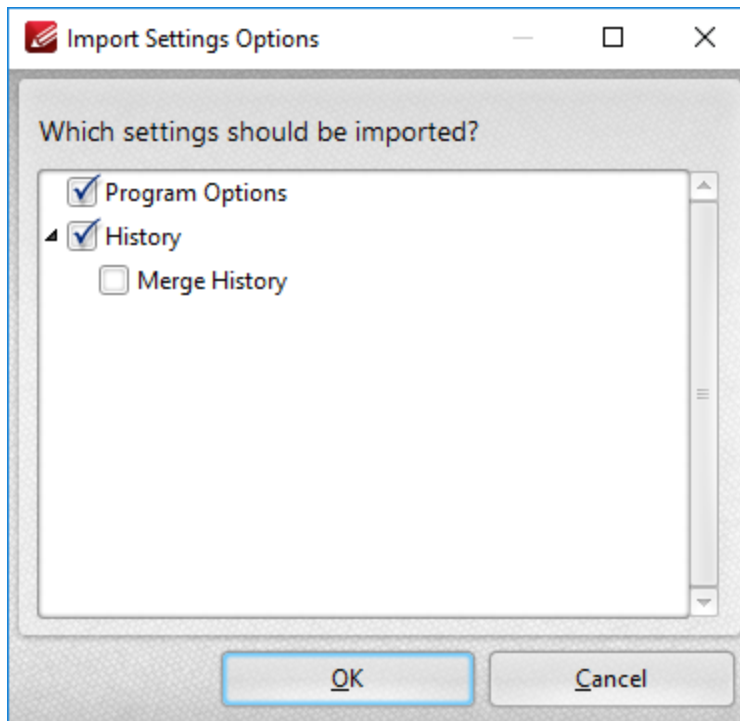 Import Settings Options
Which settings should be imported?
Program Options
History
Merge History
OK
Cancel